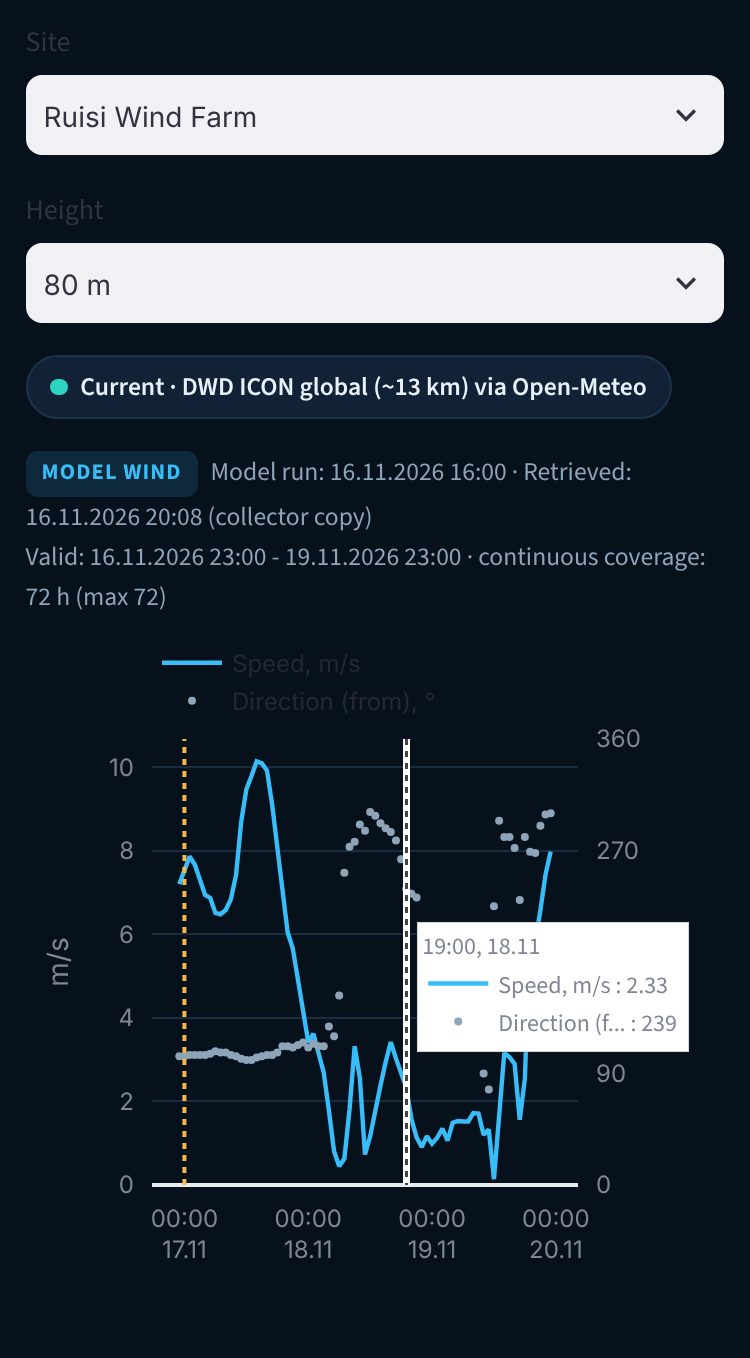 Site
Ruisi Wind Farm
Height
80 m
Current · DWD ICON global (~13 km) via Open-Meteo
MODEL WIND Model run: 16.11.2026 16:00 · Retrieved:
16.11.2026 20:08 (collector copy)
Valid: 16.11.2026 23:00 - 19.11.2026 23:00 · continuous coverage:
72 h (max 72)
Speed, m/s
Direction (from), °
360
10
8
270
6
m/s
19:00, 18.11
Speed, m/s : 2.33
Direction (f... : 239
4
90
2
0
0
00:00 00:00 00:00 00:00
17.11 18.11 19.11 20.11